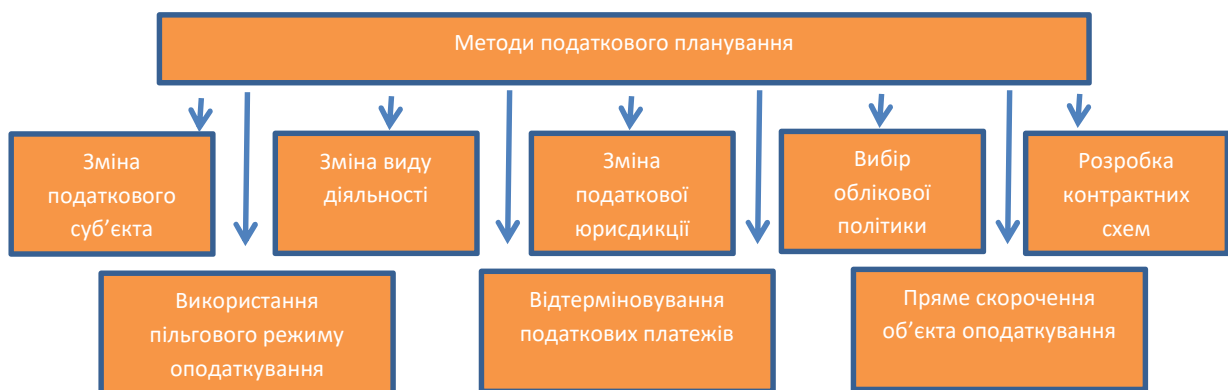 Методи податкового планування
Зміна
податкового
суб’єкта
Зміна виду
діяльності
Зміна
податкової
юрисдикції
Вибір
облікової
політики
Розробка
контрактних
схем
Використання
пільгового режиму
оподаткування
Відтерміновування
податкових платежів
Пряме скорочення
об’єкта оподаткування